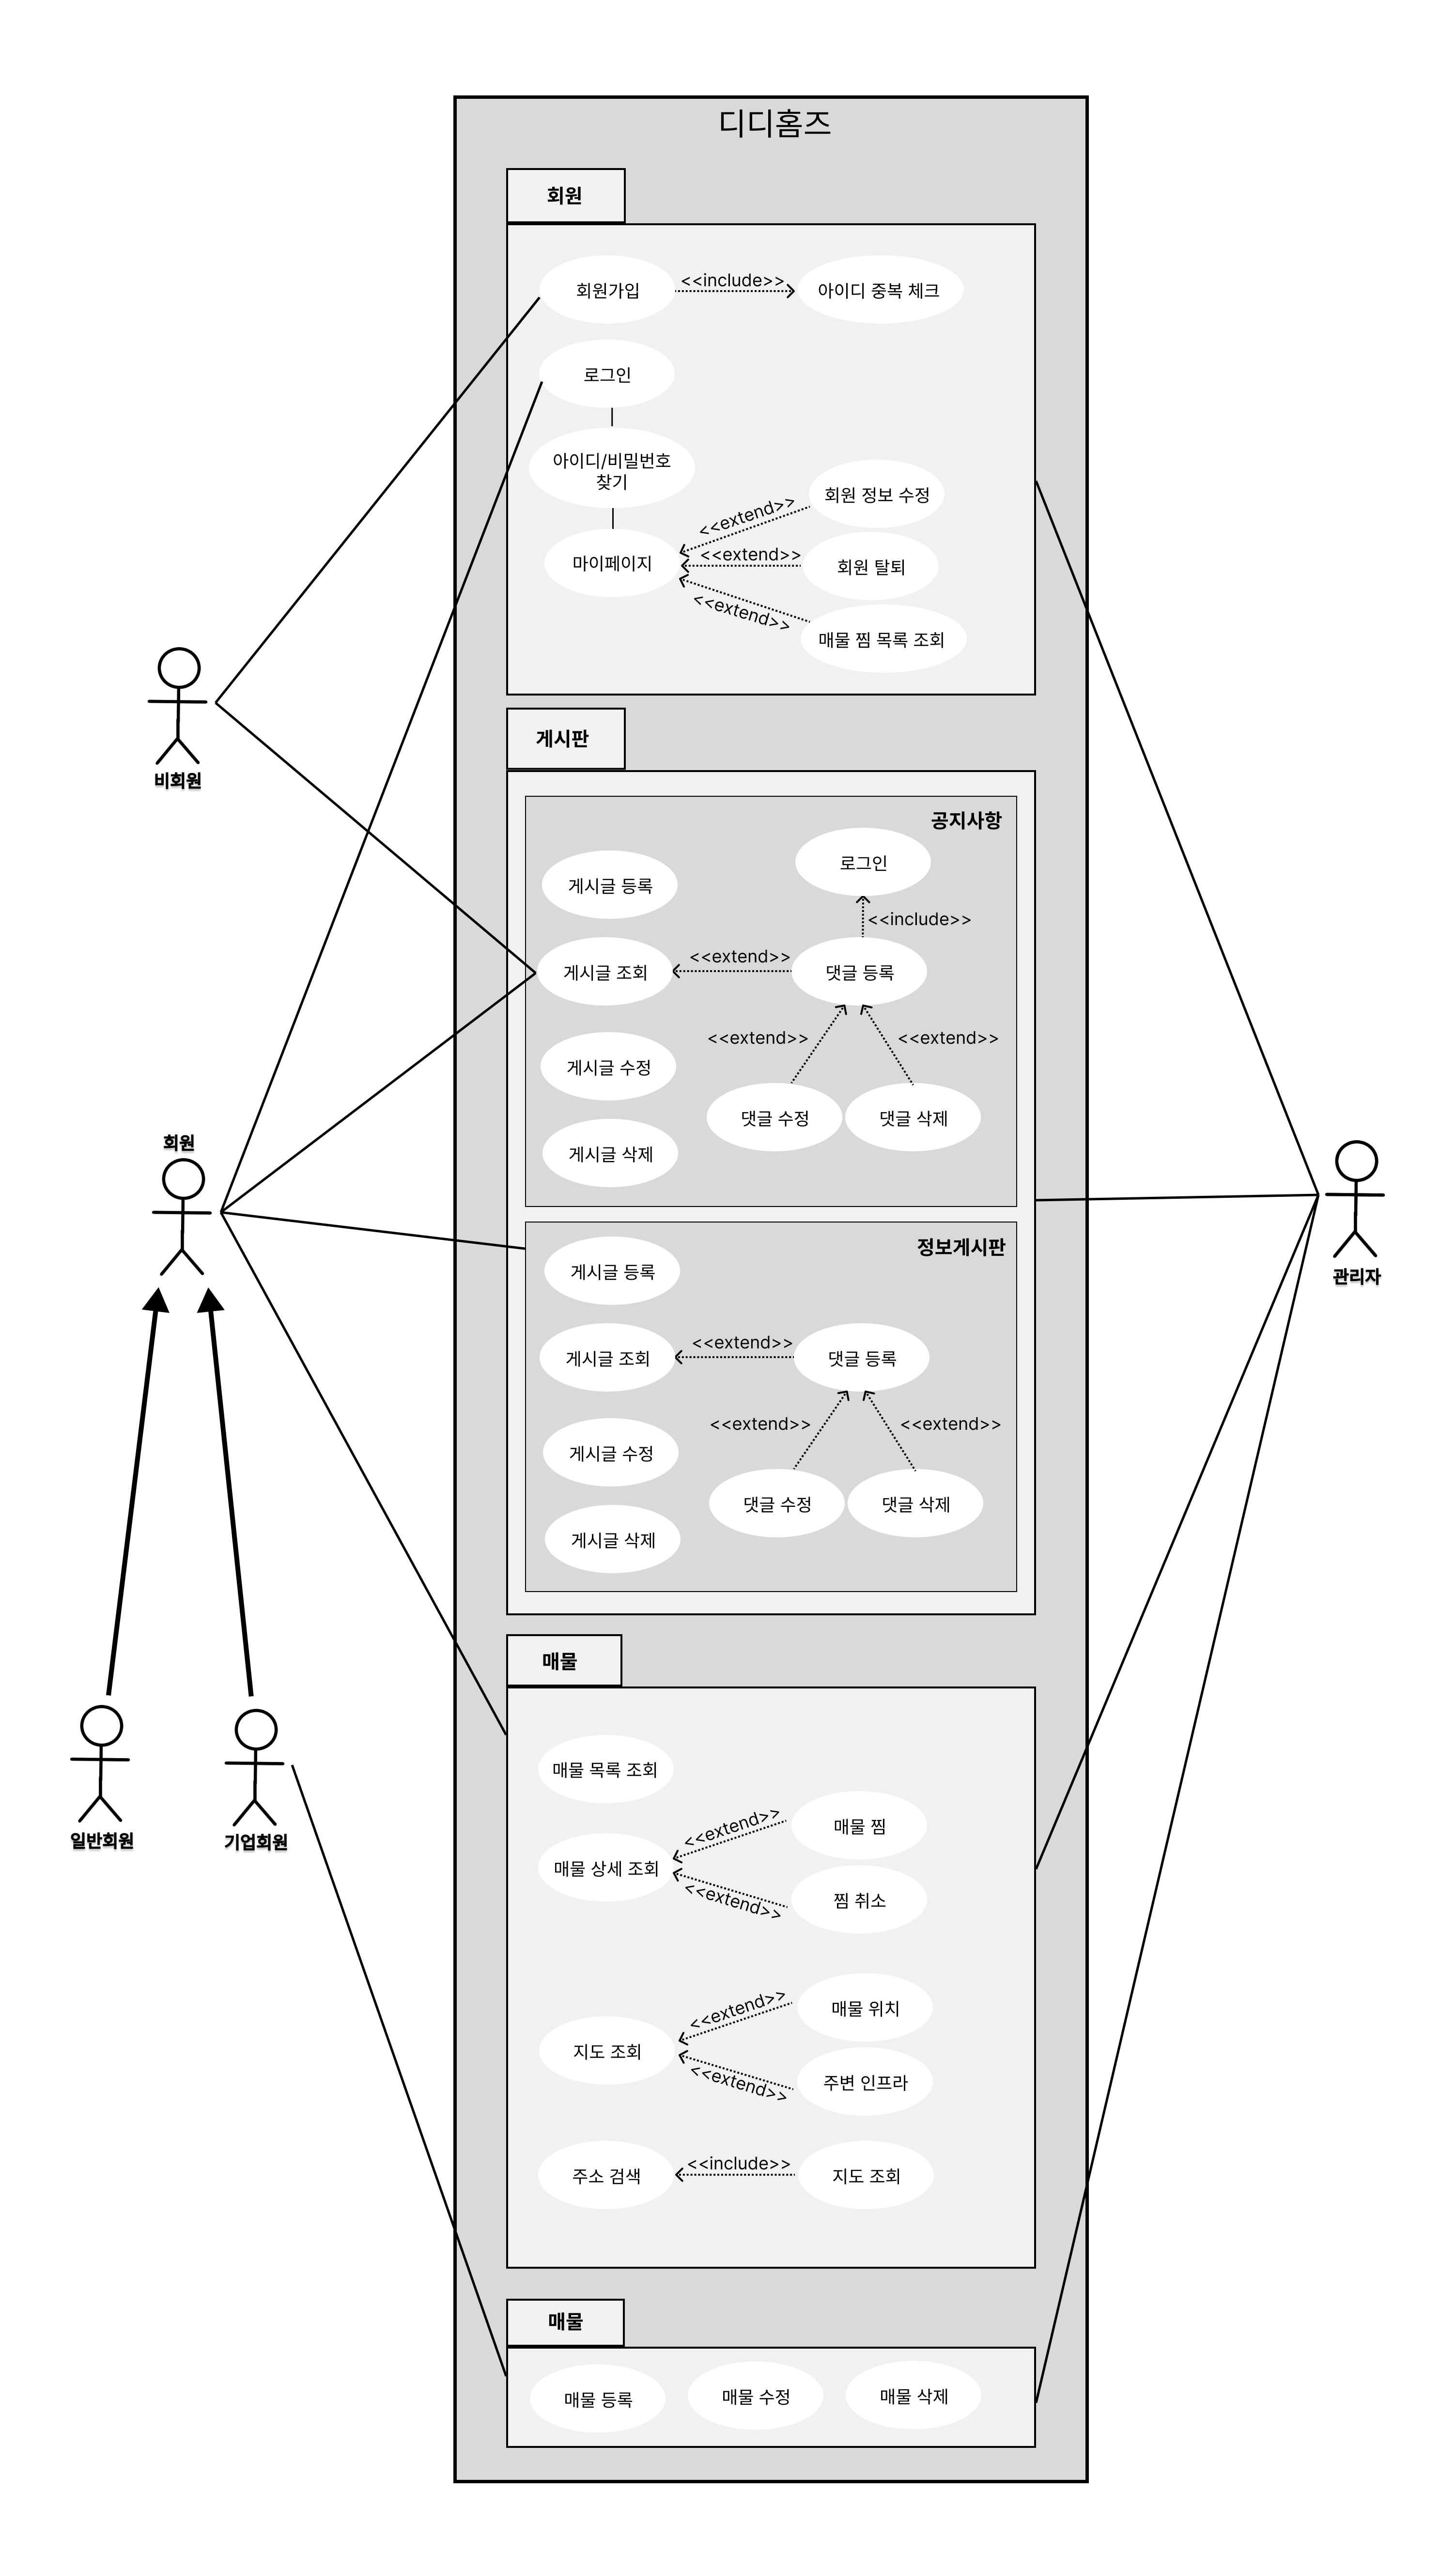 디디홈즈
회원
회원가입
<<include>>
아이디 중복 체크
로그인
아이디/비밀번호
찾기
마이페이지
<<extend>>
회원 정보 수정
<<extend>>
회원 탈퇴
<<extend>>
매물 찜 목록 조회
비회원
게시판
공지사항
로그인
게시글 등록
<<include>>
게시글 조회
<<extend>>
댓글 등록
<<extend>>
<<extend>>
게시글 수정
댓글 수정
댓글 삭제
게시글 삭제
회원
관리자
정보게시판
게시글 등록
게시글 조회
<<extend>>
댓글 등록
<<extend>>
<<extend>>
게시글 수정
댓글 수정
댓글 삭제
게시글 삭제
매물
매물 목록 조회
매물 상세 조회
<<extend>>
매물 찜
<<extend>>
찜 취소
일반회원
기업회원
지도 조회
<<extend>>
매물 위치
<<extend>>
주변 인프라
주소 검색
<<include>>
지도 조회
매물
매물 등록
매물 수정
매물 삭제